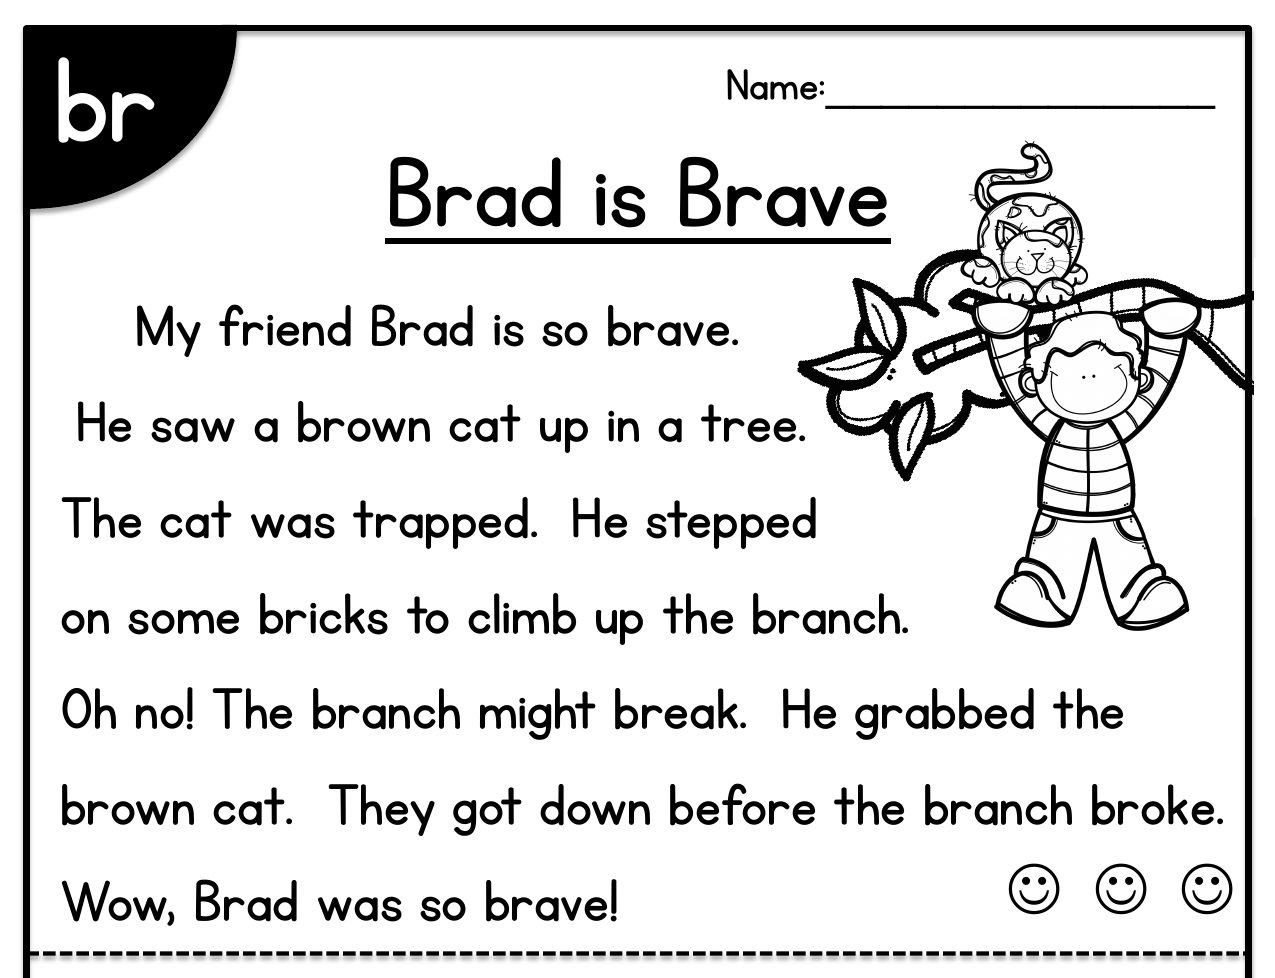 br
Name:
Brad is Brave
My friend Brad is so brave.
He saw a brown cat up in a tree.
The cat was trapped. He stepped
on some bricks to climb up the branch.
Oh no! The branch might break. He grabbed the
brown cat. They got down before the branch broke.
Wow, Brad was so brave!